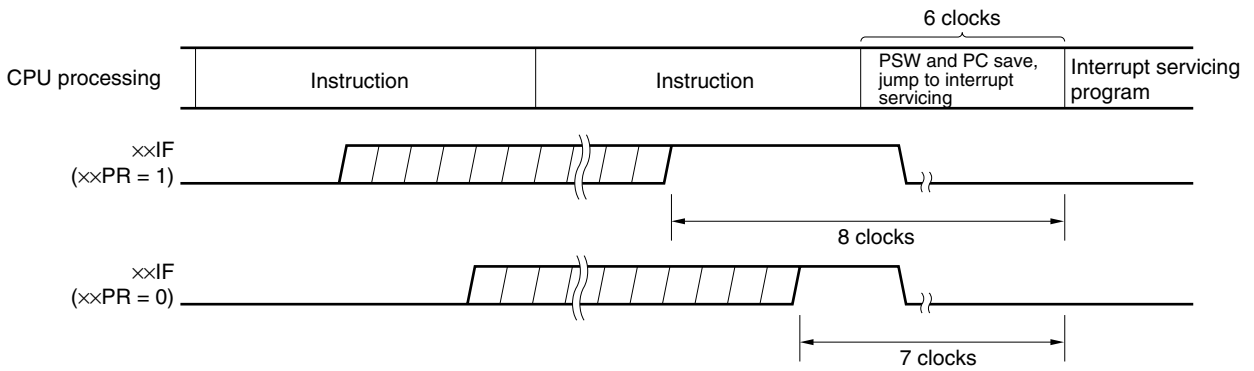 6 clocks
CPU processing
Instruction
Instruction
PSW and PC save,
jump to interrupt
servicing
Interrupt servicing
program
××IF
(××PR = 1)
8 clocks
××IF
(××PR = 0)
7 clocks